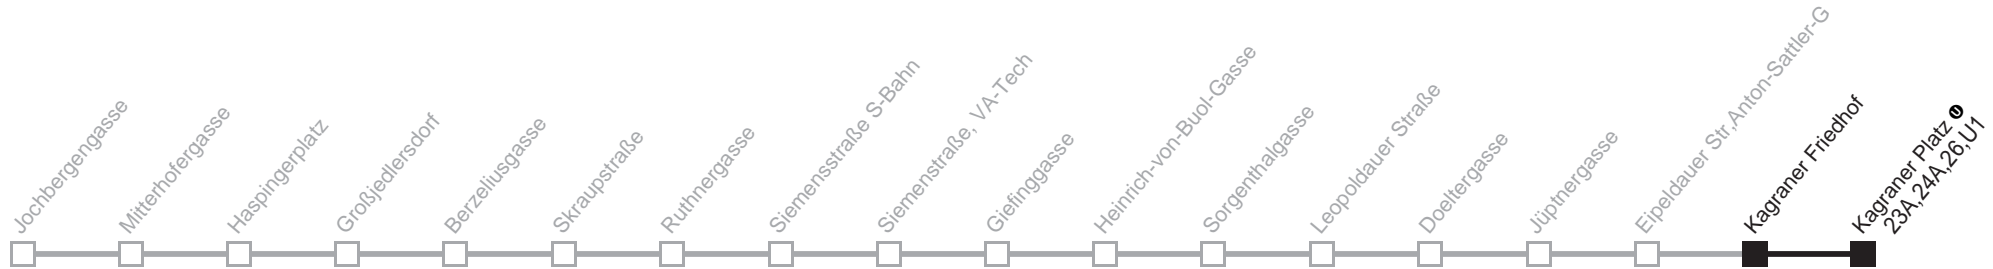 Jochbergengasse
Mitterhofergasse
Haspingerplatz
Großjedlersdorf
Berzeliusgasse
Skraupstraße
Ruthnergasse
Siemensstraße S-Bahn
Siemenstraße, VA-Tech
Giefinggasse
Heinrich-von-Buol-Gasse
Sorgenthalgasse
Leopoldauer Straße
Doeltergasse
Jüptnergasse
Eipeldauer Str,Anton-Sattler-G
Kagraner Friedhof
Kagraner Platz U
23A,24A,26,U1